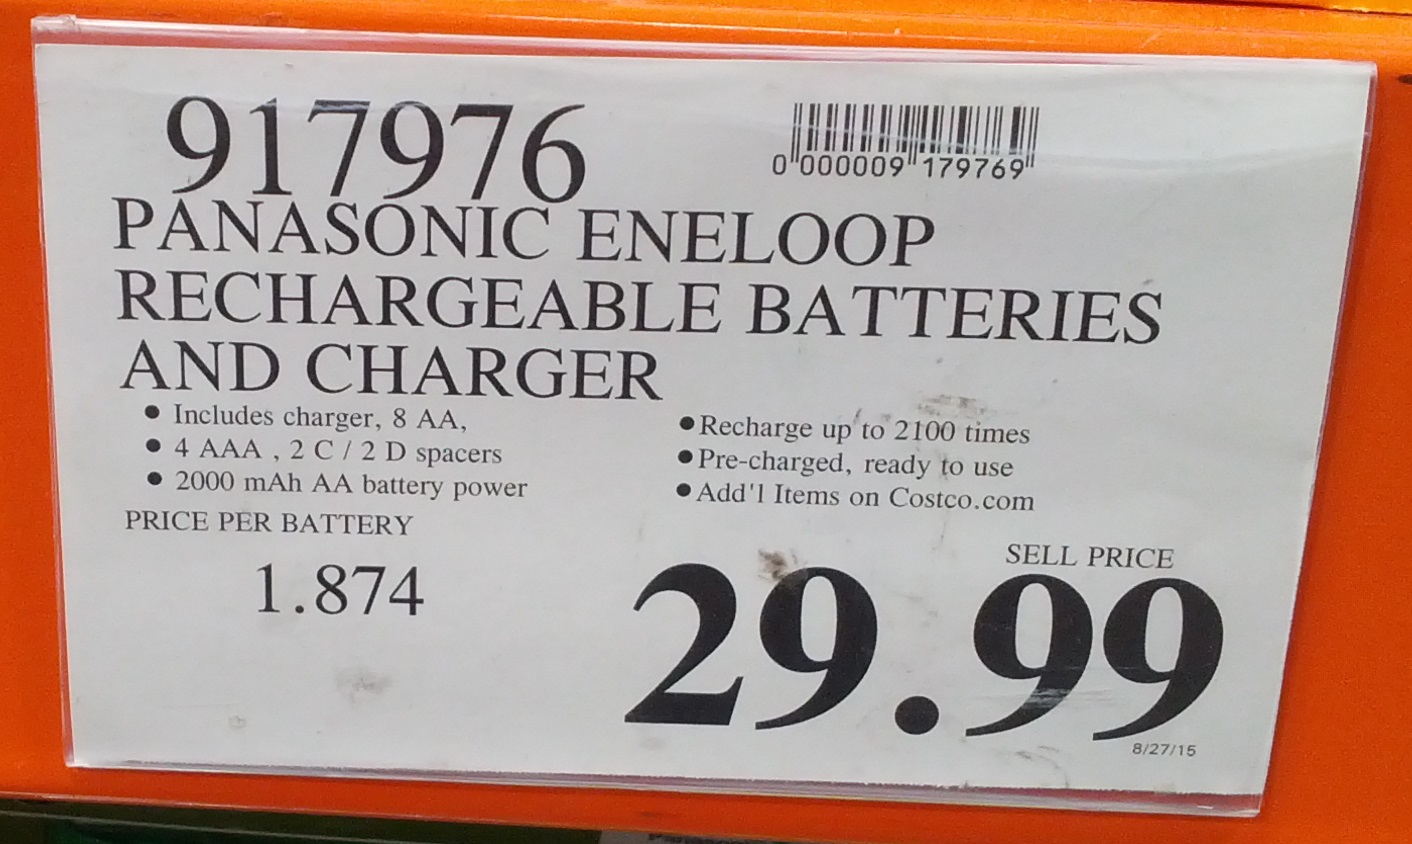 917976
0 000009 179769
PANASONIC ENELOOP
RECHARGEABLE BATTERIES
AND CHARGER
● Includes charger, 8 AA,
● 4 AAA , 2 C / 2 D spacers
● 2000 mAh AA battery power
● Recharge up to 2100 times
● Pre-charged, ready to use
● Add'l Items on Costco.com
PRICE PER BATTERY
1.874
SELL PRICE
29.99
8/27/15